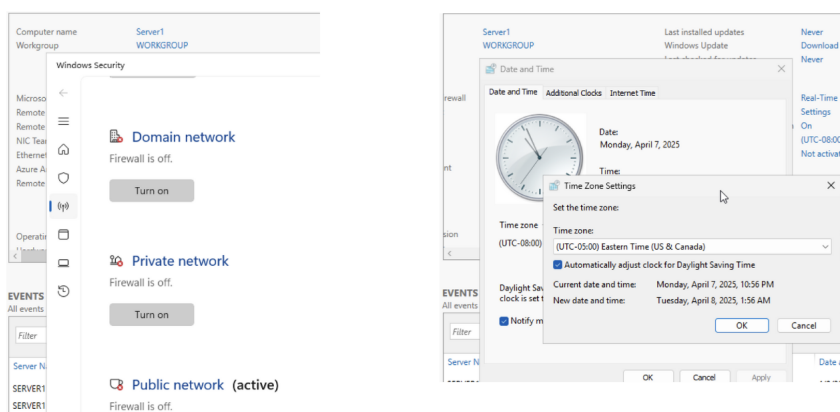 Computer name Server1
Workgroup WORKGROUP
Windows Security
Microso
Remote
Remote
NIC Tea
Ethernet
Azure A
Remote
Operatin
Domain network
Firewall is off.
Turn on
Private network
Firewall is off.
Turn on
Public network (active)
Firewall is off.
EVENTS
All events
Filter
Server N
SERVER1
SERVER1
Server1 Last installed updates Never
WORKGROUP Windows Update Download
Never
Date and Time
Date and Time Additional Clocks Internet Time
rewall
nt
sion
Real-Time
Settings
On
(UTC-08:00
Not activat
Date:
Monday, April 7, 2025
Time:
Time zone
(UTC-08:00)
Daylight Sav
clock is set t
Notify m
Time Zone Settings
Set the time zone:
Time zone:
(UTC-05:00) Eastern Time (US & Canada)
Automatically adjust clock for Daylight Saving Time
Current date and time: Monday, April 7, 2025, 10:56 PM
New date and time: Tuesday, April 8, 2025, 1:56 AM
OK Cancel
EVENTS
All events
Filter
Server N
OK Cancel Apply
Date